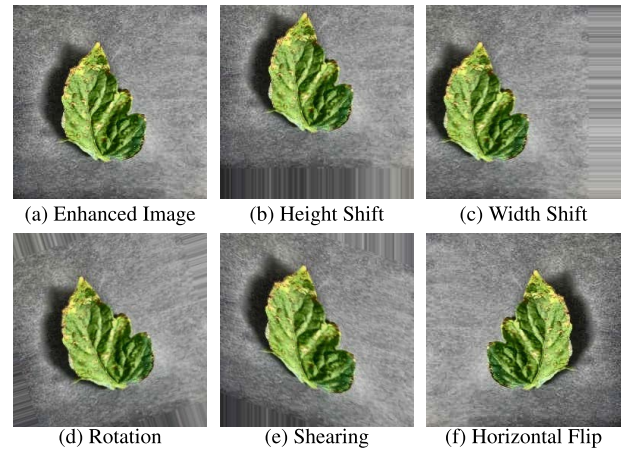 (a) Enhanced Image (b) Height Shift (c) Width Shift
(d) Rotation (e) Shearing (f) Horizontal Flip